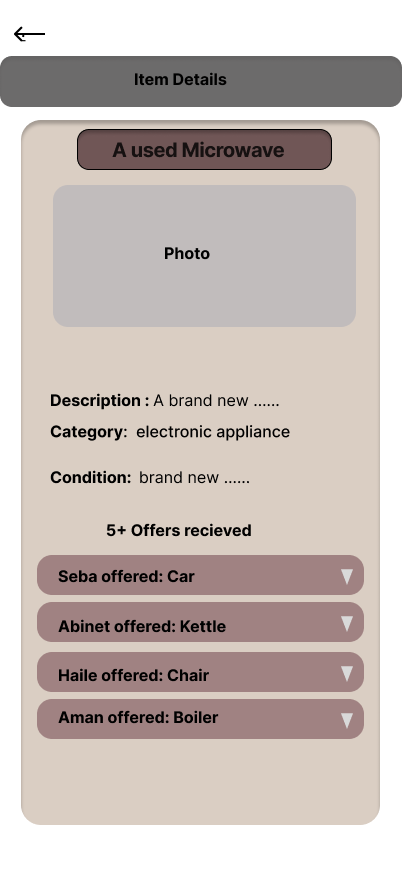 Item Details
A used Microwave
Photo
Description : A brand new ......
Category: electronic appliance
Condition: brand new ......
5+ Offers recieved
Seba offered: Car
Abinet offered: Kettle
Haile offered: Chair
Aman offered: Boiler